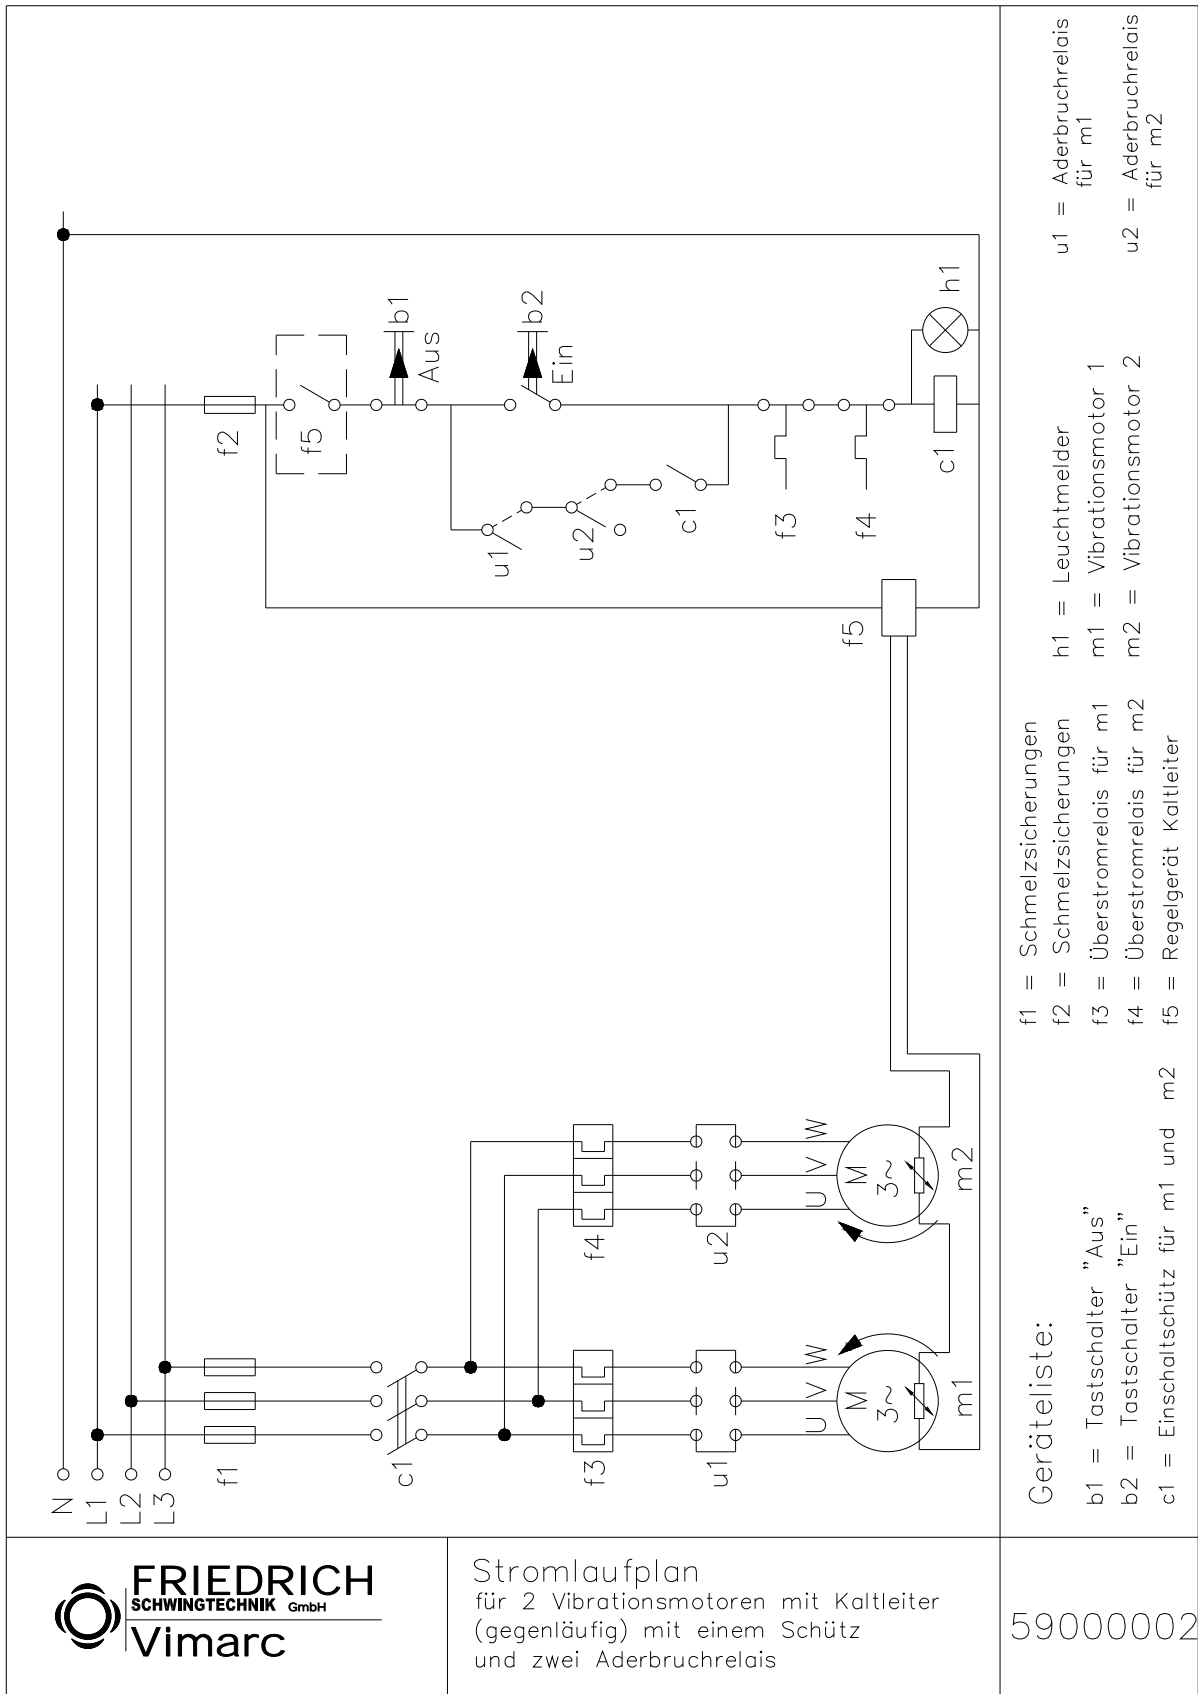 N
L1
L2
L3
f1
c1
f3
u1
U V W
M
3~
m1
f4
u2
U V W
M
3~
m2
f2
f5
b1
Aus
b2
Ein
u1
u2
c1
f3
f4
f5
c1
h1
Geräteliste:
b1 = Tastschalter "Aus"
b2 = Tastschalter "Ein"
c1 = Einschaltschütz für m1 und m2
f1 = Schmelzsicherungen
f2 = Schmelzsicherungen
f3 = Überstromrelais für m1
f4 = Überstromrelais für m2
f5 = Regelgerät Kaltleiter
h1 = Leuchtmelder
m1 = Vibrationsmotor 1
m2 = Vibrationsmotor 2
u1 = Aderbruchrelais
für m1
u2 = Aderbruchrelais
für m2
FRIEDRICH
SCHWINGTECHNIK GmbH
Vimarc
Stromlaufplan
für 2 Vibrationsmotoren mit Kaltleiter
(gegenläufig) mit einem Schütz
und zwei Aderbruchrelais
59000002